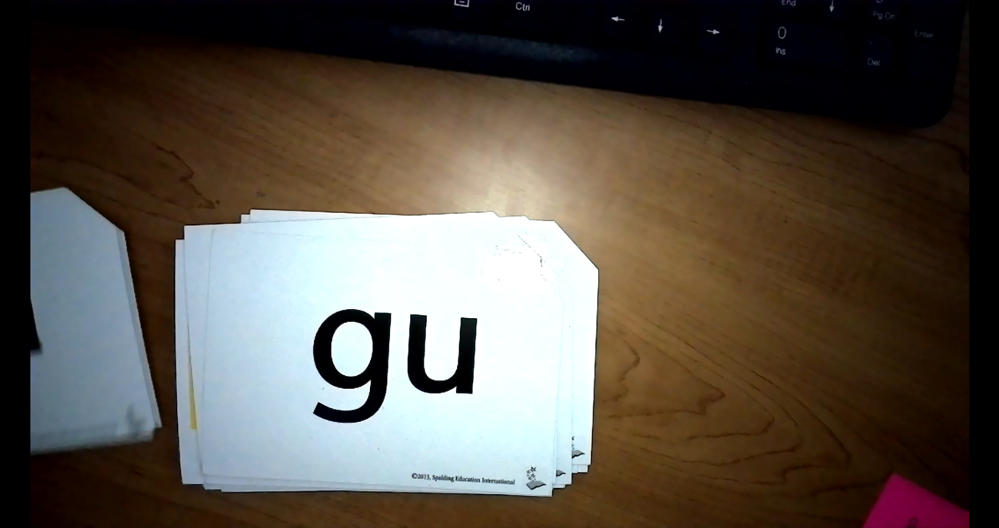 Ctrl
End
Pg Dn
← ↓ →
0
Ins
Enter
Del
gu
©2013, Spalding Education International